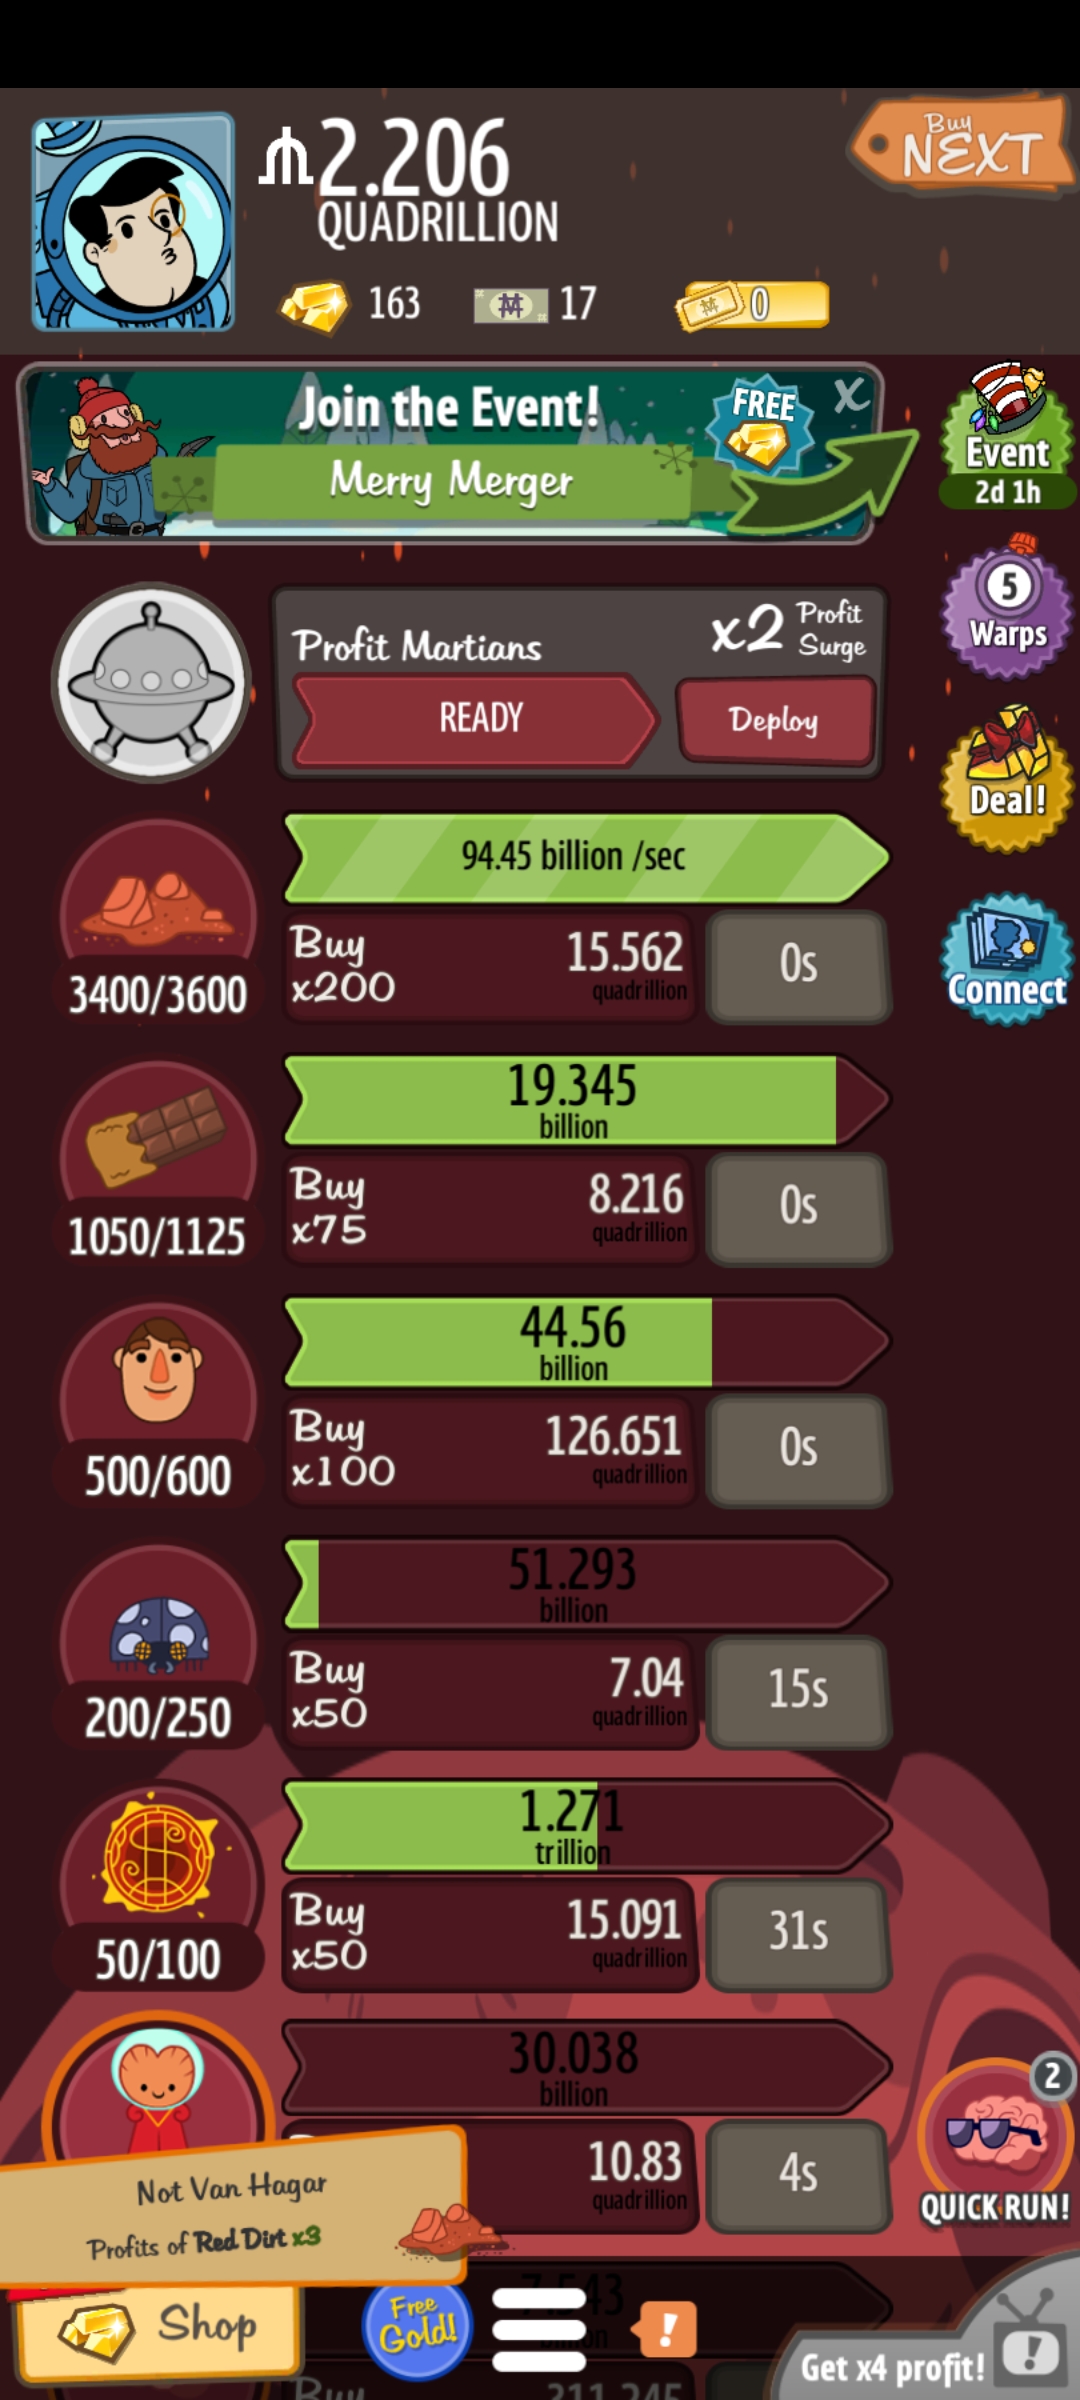 2.206
QUADRILLION
Buy
NEXT
163
17
0
Join the Event!
FREE
X
Merry Merger
Event
2d 1h
5
Warps
Profit Martians
x2 Profit
Surge
READY
Deploy
Deal!
94.45 billion /sec
Buy
x200
15.562
quadrillion
0s
3400/3600
Connect
19.345
billion
Buy
x75
8.216
quadrillion
0s
1050/1125
44.56
billion
Buy
x100
126.651
quadrillion
0s
500/600
51.293
billion
Buy
x50
7.04
quadrillion
15s
200/250
1.271
trillion
Buy
x50
15.091
quadrillion
31s
50/100
30.038
billion
10.83
quadrillion
4s
2
QUICK RUN!
Not Van Hagar
Profits of Red Dirt x3
Shop
Free
Gold!
!
Get x4 profit!
!
Buy
311.245